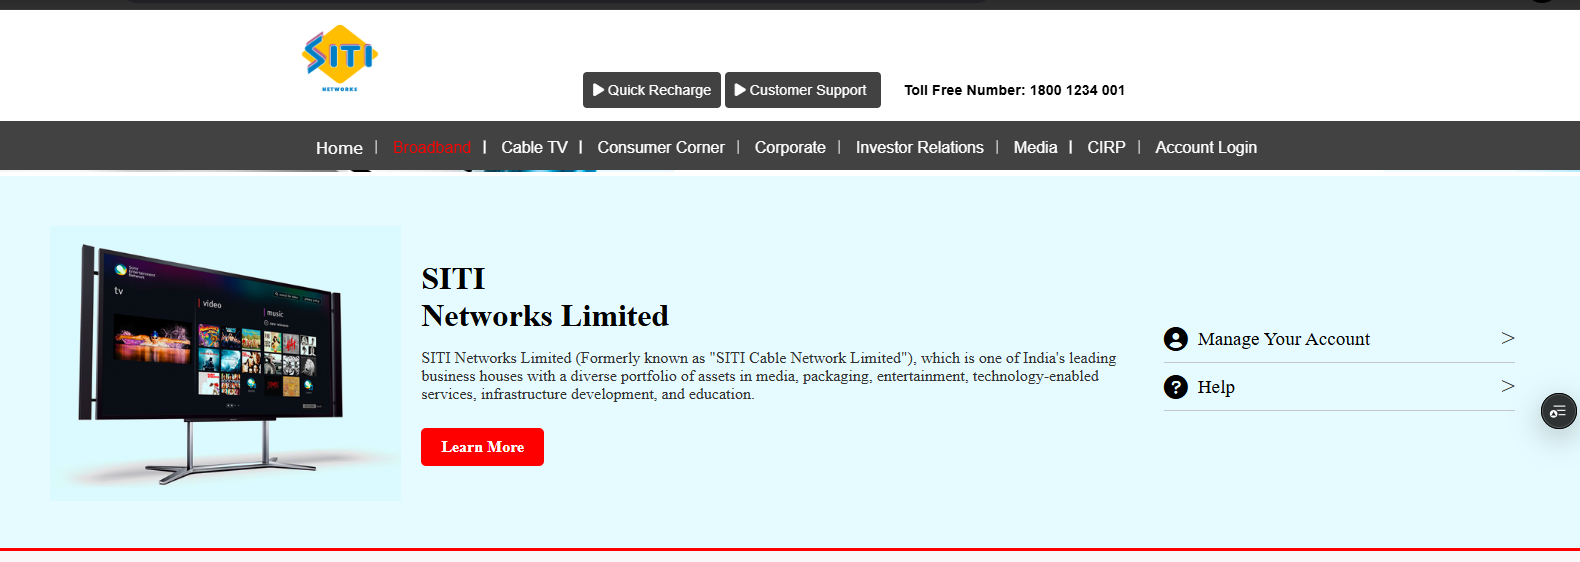 SITI
NETWORKS
Quick Recharge
Customer Support
Toll Free Number: 1800 1234 001
Home | Broadband | Cable TV | Consumer Corner | Corporate | Investor Relations | Media | CIRP | Account Login
tv
video
music
SITI
Networks Limited
SITI Networks Limited (Formerly known as "SITI Cable Network Limited"), which is one of India's leading
business houses with a diverse portfolio of assets in media, packaging, entertainment, technology-enabled
services, infrastructure development, and education.
Learn More
Manage Your Account >
Help >